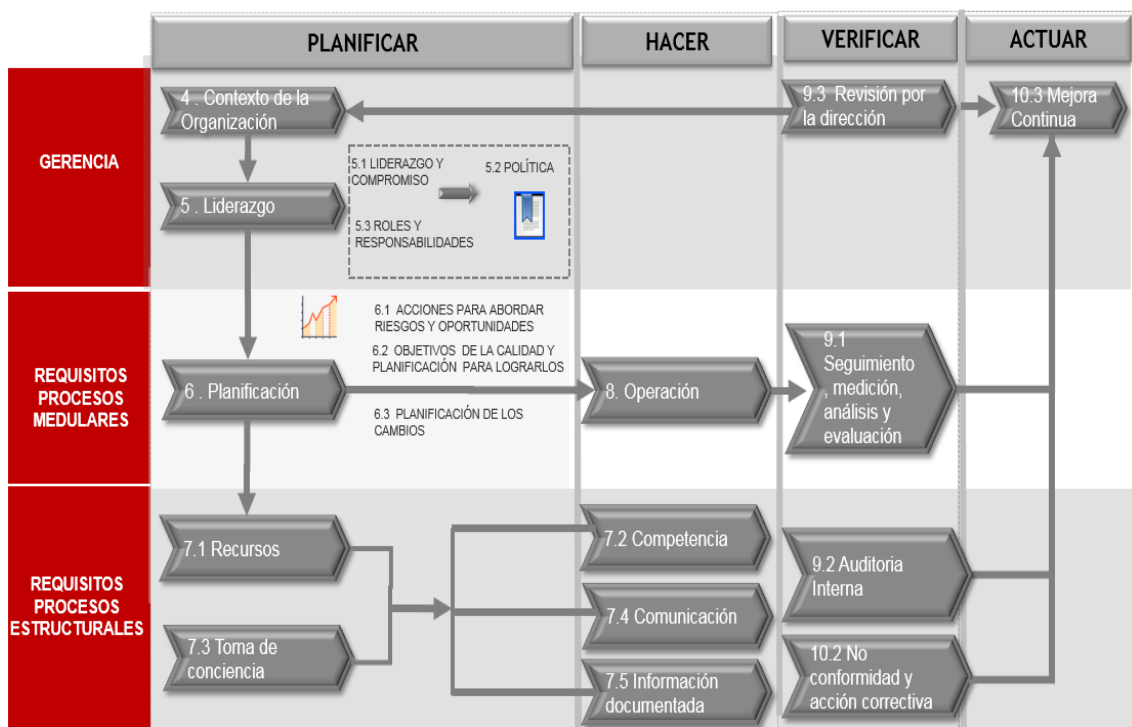 PLANIFICAR
HACER
VERIFICAR
ACTUAR
GERENCIA
4 . Contexto de la
Organización
9.3 Revisión por
la dirección
10.3 Mejora
Continua
5 . Liderazgo
5.1 LIDERAZGO Y
COMPROMISO
5.2 POLÍTICA
5.3 ROLES Y
RESPONSABILIDADES
REQUISITOS
PROCESOS
MEDULARES
6 . Planificación
6.1 ACCIONES PARA ABORDAR
RIESGOS Y OPORTUNIDADES
6.2 OBJETIVOS DE LA CALIDAD Y
PLANIFICACIÓN PARA LOGRARLOS
6.3 PLANIFICACIÓN DE LOS
CAMBIOS
8. Operación
9.1
Seguimiento
, medición,
análisis y
evaluación
REQUISITOS
PROCESOS
ESTRUCTURALES
7.1 Recursos
7.3 Toma de
conciencia
7.2 Competencia
7.4 Comunicación
7.5 Información
documentada
9.2 Auditoria
Interna
10.2 No
conformidad y
acción correctiva